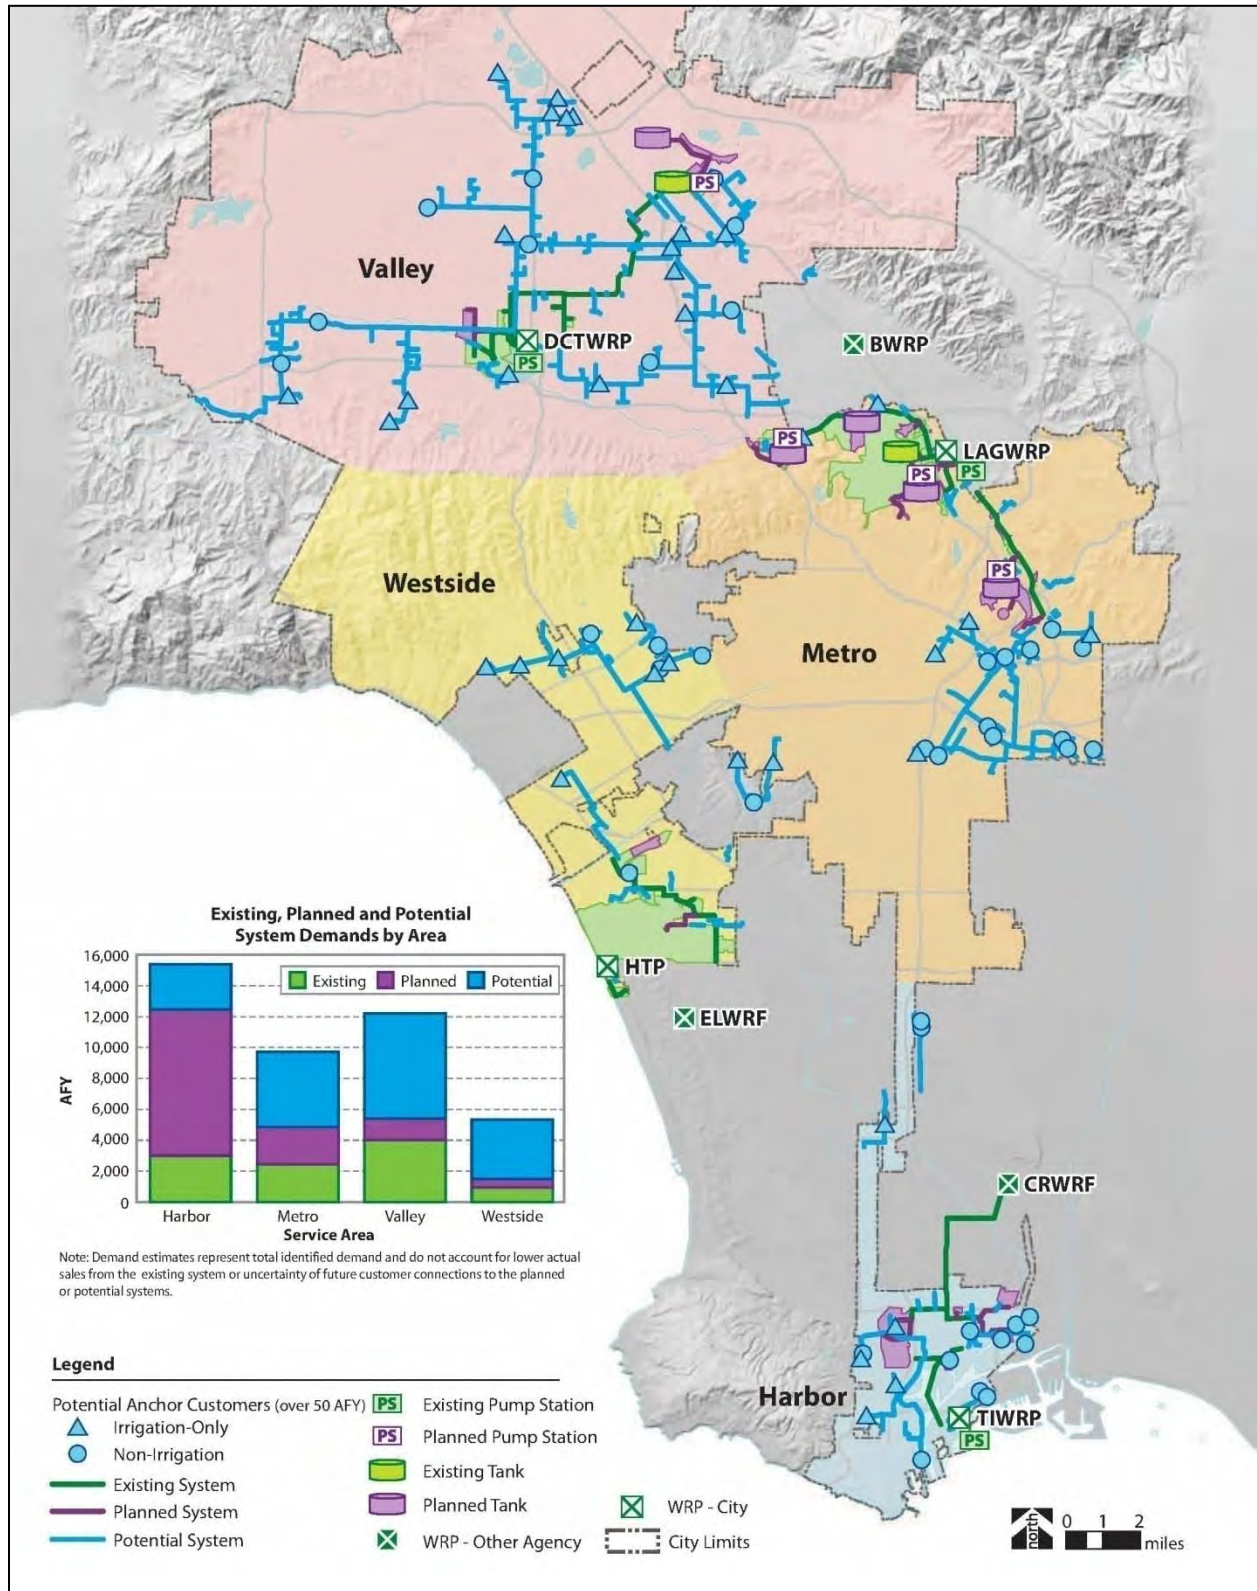 PS
Valley
DCTWRP
PS
BWRP
PS
LAGWRP
PS
PS
Westside
PS
Metro
Existing, Planned and Potential
System Demands by Area
16,000
14,000
12,000
10,000
8,000
6,000
4,000
2,000
0
AFY
Existing
Planned
Potential
Harbor
Metro
Valley
Westside
Service Area
Note: Demand estimates represent total identified demand and do not account for lower actual
sales from the existing system or uncertainty of future customer connections to the planned
or potential systems.
HTP
ELWRF
CRWRF
Harbor
TIWRP
PS
Legend
Potential Anchor Customers (over 50 AFY)
Irrigation-Only
Non-Irrigation
Existing System
Planned System
Potential System
PS Existing Pump Station
PS Planned Pump Station
Existing Tank
Planned Tank
WRP - Other Agency
WRP - City
City Limits
north
0 1 2
miles